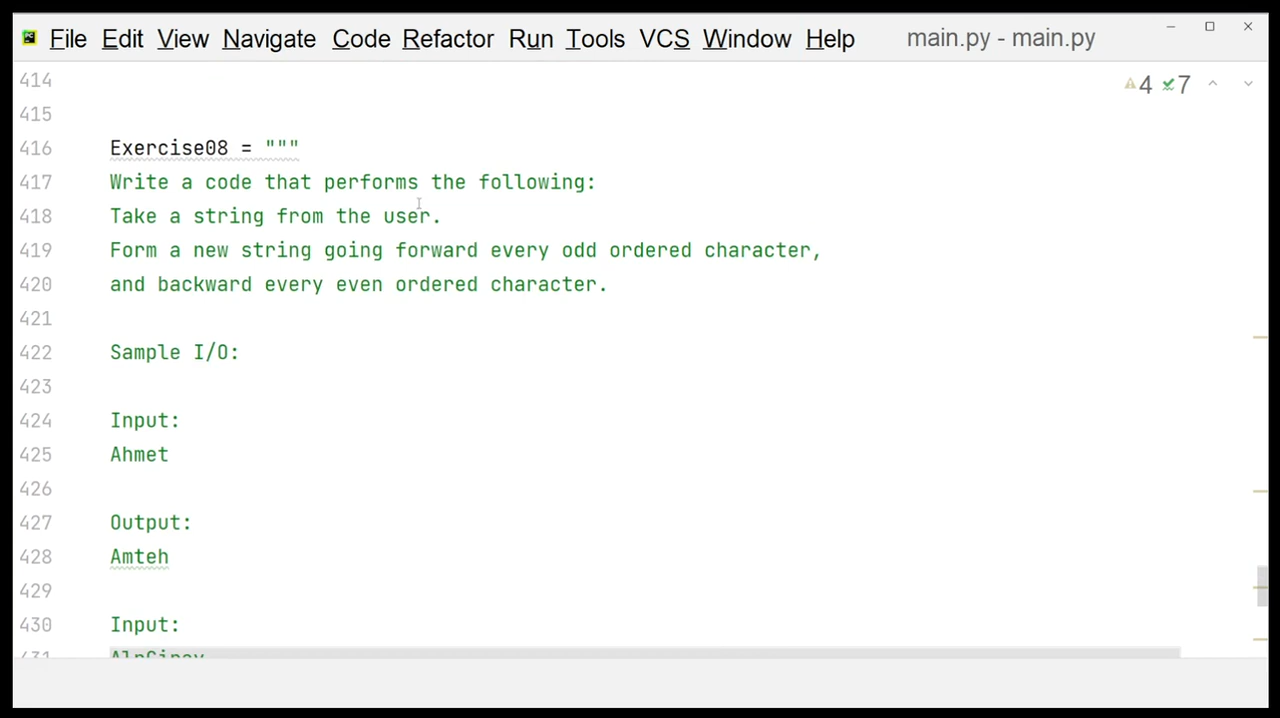 File Edit View Navigate Code Refactor Run Tools VCS Window Help main.py - main.py
4 7
414
415
416 Exercise08 = """
417 Write a code that performs the following:
418 Take a string from the user.
419 Form a new string going forward every odd ordered character,
420 and backward every even ordered character.
421
422 Sample I/O:
423
424 Input:
425 Ahmet
426
427 Output:
428 Amteh
429
430 Input:
431